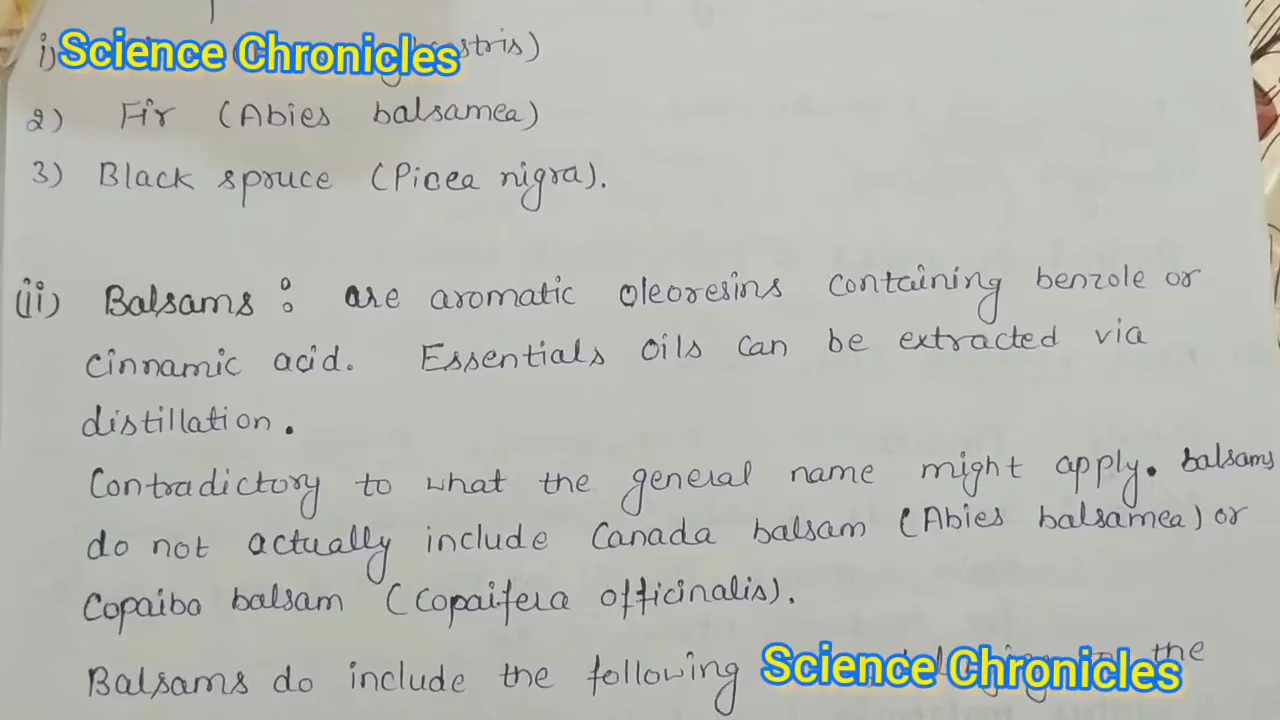 i) Science Chronicles stris)
2) Fir (Abies balsamea)
3) Black spruce (Picea nigra).
(ii) Balsams : are aromatic oleoresins containing benzole or
cinnamic acid. Essentials oils can be extracted via
distillation.
Contradictory to what the general name might apply. balsams
do not actually include Canada balsam (Abies balsamea) or
Copaiba balsam (Copaifera officinalis).
Balsams do include the following Science Chronicles the